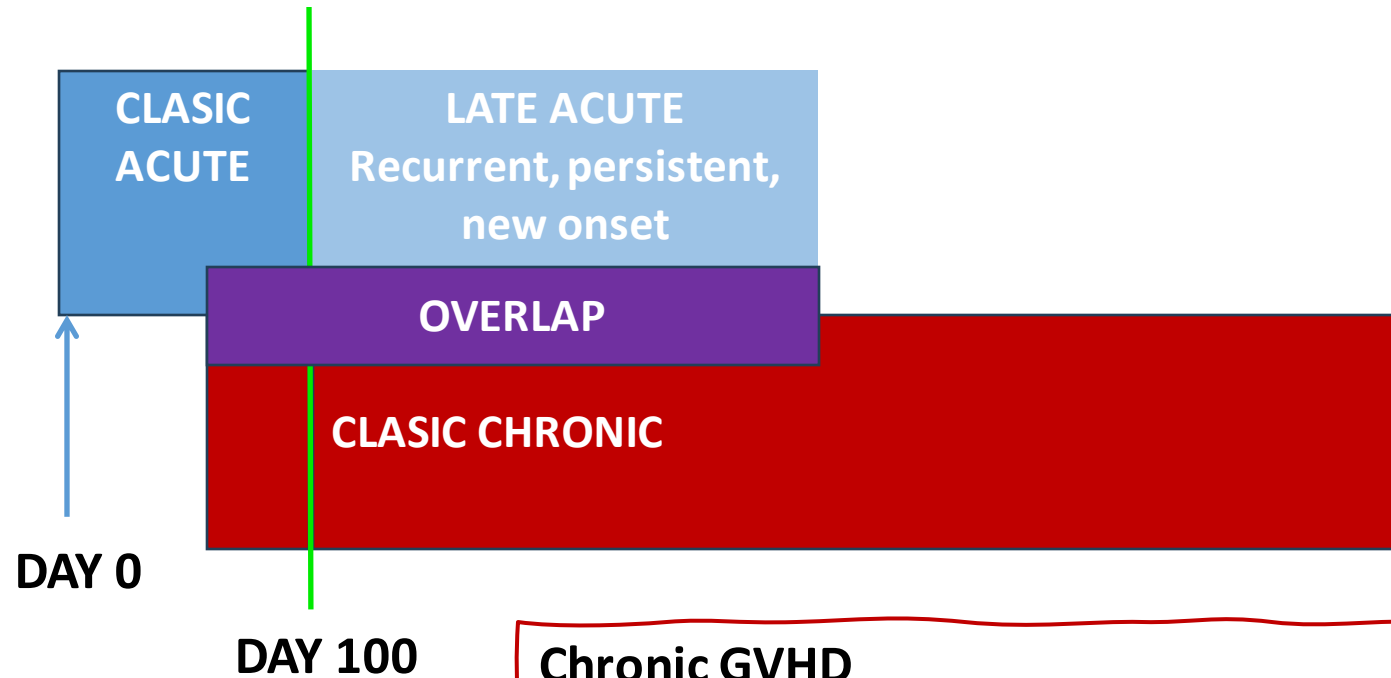 CLASIC
ACUTE
LATE ACUTE
Recurrent, persistent,
new onset
OVERLAP
CLASIC CHRONIC
DAY 0
DAY 100
Chronic GVHD